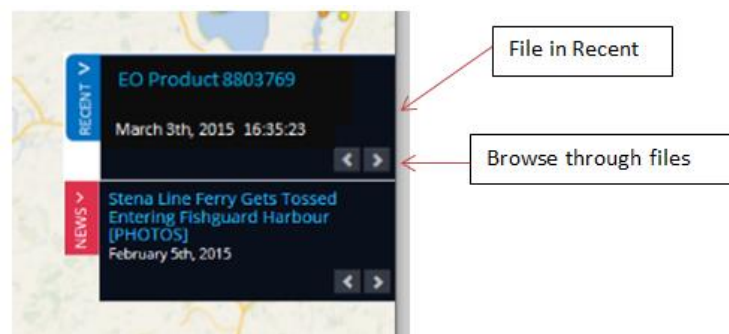 RECENT >
EO Product 8803769
March 3th, 2015 16:35:23
< >
File in Recent
Browse through files
NEWS >
Stena Line Ferry Gets Tossed
Entering Fishguard Harbour
[PHOTOS]
February 5th, 2015
< >